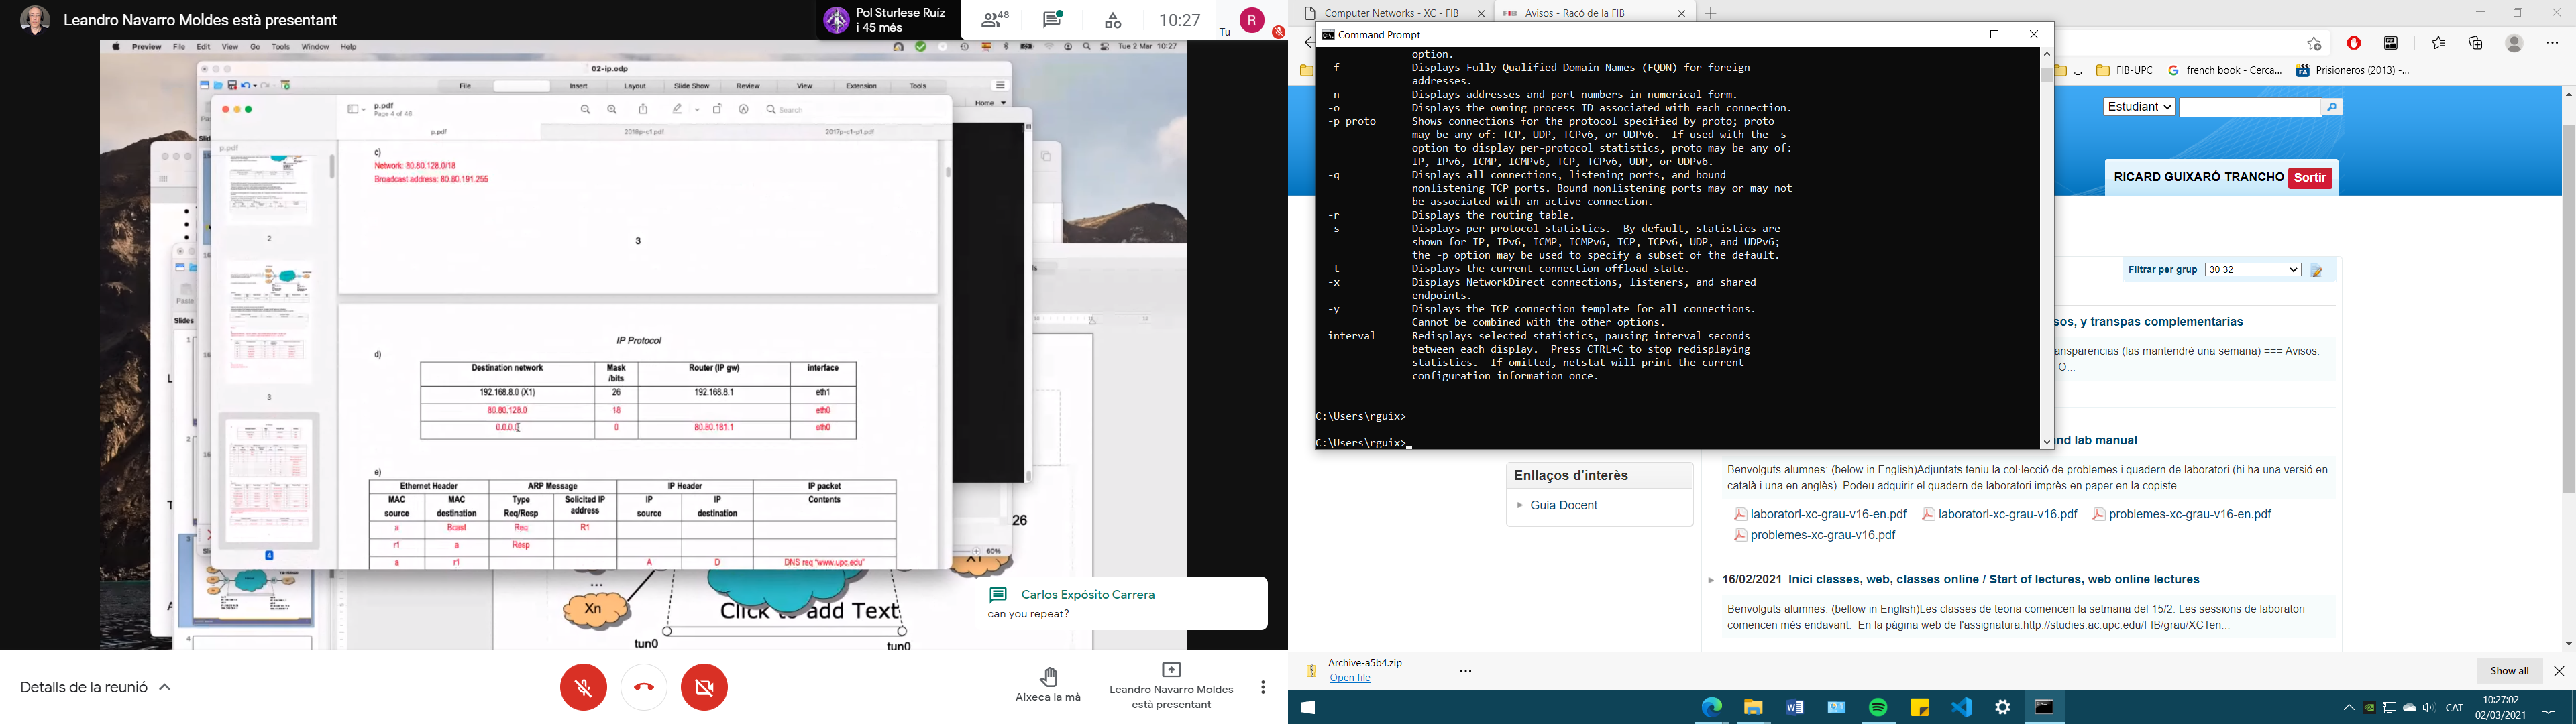 Leandro Navarro Moldes està presentant
Pol Sturlese Ruíz
i 45 més
48
10:27
Tu
R
Preview File Edit View Go Tools Window Help
Tue 2 Mar 10:27
02-ip.odp
File Insert Layout Slide Show Review View Extension Tools
Home
p.pdf
Page 4 of 46
Search
p.pdf 2018p-c1.pdf 2017p-c1-p1.pdf
p.pdf
2
3
4
c)
Network: 80.80.128.0/18
Broadcast address: 80.80.191.255
3
IP Protocol
d)
Destination network Mask /bits Router (IP gw) interface
192.168.8.0 (X1) 26 192.168.8.1 eth1
80.80.128.0 18 eth0
0.0.0.0 0 80.80.181.1 eth0
e)
Ethernet Header ARP Message IP Header IP packet
MAC source MAC destination Type Req/Resp Solicited IP address IP source IP destination Contents
a Bcast Req R1
r1 a Resp
a r1 A D DNS req "www.upc.edu"
Paste
Slides
26
60%
X1
Xn
Click to add Text
tun0
tun0
Carlos Expósito Carrera
can you repeat?
Detalls de la reunió
Aixeca la mà
Leandro Navarro Moldes
està presentant
Computer Networks - XC - FIB
Avisos - Racó de la FIB
FIB-UPC
french book - Cerca...
Prisioneros (2013) -...
Command Prompt
option.
-f Displays Fully Qualified Domain Names (FQDN) for foreign
addresses.
-n Displays addresses and port numbers in numerical form.
-o Displays the owning process ID associated with each connection.
-p proto Shows connections for the protocol specified by proto; proto
may be any of: TCP, UDP, TCPv6, or UDPv6.  If used with the -s
option to display per-protocol statistics, proto may be any of:
IP, IPv6, ICMP, ICMPv6, TCP, TCPv6, UDP, or UDPv6.
-q Displays all connections, listening ports, and bound
nonlistening TCP ports. Bound nonlistening ports may or may not
be associated with an active connection.
-r Displays the routing table.
-s Displays per-protocol statistics.  By default, statistics are
shown for IP, IPv6, ICMP, ICMPv6, TCP, TCPv6, UDP, and UDPv6;
the -p option may be used to specify a subset of the default.
-t Displays the current connection offload state.
-x Displays NetworkDirect connections, listeners, and shared
endpoints.
-y Displays the TCP connection template for all connections.
Cannot be combined with the other options.
interval Redisplays selected statistics, pausing interval seconds
between each display.  Press CTRL+C to stop redisplaying
statistics.  If omitted, netstat will print the current
configuration information once.
C:\Users\rguix>
C:\Users\rguix>
Estudiant
RICARD GUIXARÓ TRANCHO Sortir
Filtrar per grup 30 32
sos, y transpas complementarias
ansparencias (las mantendré una semana) === Avisos:
FO...
nd lab manual
Benvolguts alumnes: (below in English)Adjuntats teniu la col·lecció de problemes i quadern de laboratori (hi ha una versió en
català i una en anglès). Podeu adquirir el quadern de laboratori imprès en paper en la copiste...
laboratori-xc-grau-v16-en.pdf laboratori-xc-grau-v16.pdf problemes-xc-grau-v16-en.pdf
problemes-xc-grau-v16.pdf
Enllaços d'interès
Guia Docent
16/02/2021 Inici classes, web, classes online / Start of lectures, web online lectures
Benvolguts alumnes: (bellow in English)Les classes de teoria comencen la setmana del 15/2. Les sessions de laboratori
comencen més endavant.  En la pàgina web de l'assignatura:http://studies.ac.upc.edu/FIB/grau/XCTen...
Archive-a5b4.zip
Open file
Show all
CAT
10:27:02
02/03/2021